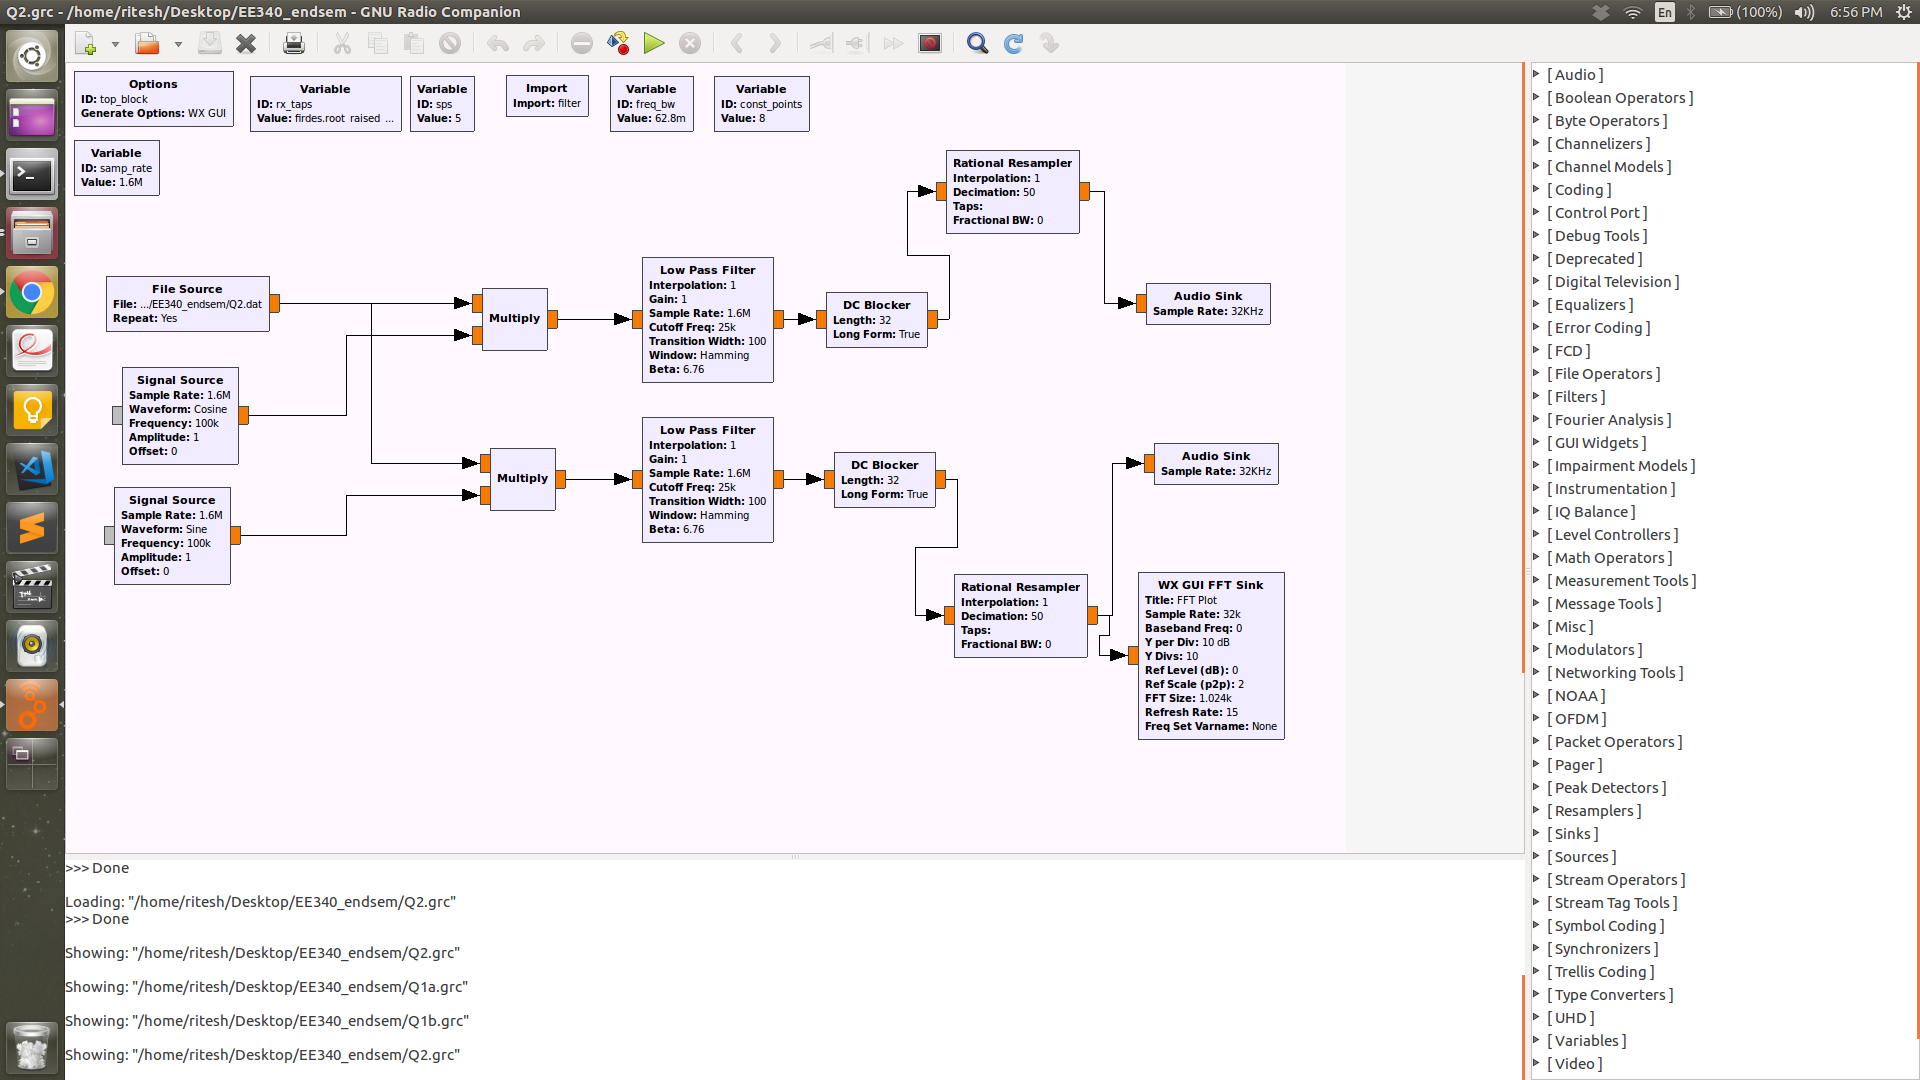 Q2.grc - /home/ritesh/Desktop/EE340_endsem - GNU Radio Companion
En
(100%)
6:56 PM
Options
ID: top_block
Generate Options: WX GUI
Variable
ID: rx_taps
Value: firdes.root_raised_...
Variable
ID: sps
Value: 5
Import
Import: filter
Variable
ID: freq_bw
Value: 62.8m
Variable
ID: const_points
Value: 8
Variable
ID: samp_rate
Value: 1.6M
Rational Resampler
Interpolation: 1
Decimation: 50
Taps:
Fractional BW: 0
File Source
File: .../EE340_endsem/Q2.dat
Repeat: Yes
Multiply
Low Pass Filter
Interpolation: 1
Gain: 1
Sample Rate: 1.6M
Cutoff Freq: 25k
Transition Width: 100
Window: Hamming
Beta: 6.76
DC Blocker
Length: 32
Long Form: True
Audio Sink
Sample Rate: 32KHz
Signal Source
Sample Rate: 1.6M
Waveform: Cosine
Frequency: 100k
Amplitude: 1
Offset: 0
Multiply
Low Pass Filter
Interpolation: 1
Gain: 1
Sample Rate: 1.6M
Cutoff Freq: 25k
Transition Width: 100
Window: Hamming
Beta: 6.76
DC Blocker
Length: 32
Long Form: True
Audio Sink
Sample Rate: 32KHz
Signal Source
Sample Rate: 1.6M
Waveform: Sine
Frequency: 100k
Amplitude: 1
Offset: 0
Rational Resampler
Interpolation: 1
Decimation: 50
Taps:
Fractional BW: 0
WX GUI FFT Sink
Title: FFT Plot
Sample Rate: 32k
Baseband Freq: 0
Y per Div: 10 dB
Y Divs: 10
Ref Level (dB): 0
Ref Scale (p2p): 2
FFT Size: 1.024k
Refresh Rate: 15
Freq Set Varname: None
>>> Done
Loading: "/home/ritesh/Desktop/EE340_endsem/Q2.grc"
>>> Done
Showing: "/home/ritesh/Desktop/EE340_endsem/Q2.grc"
Showing: "/home/ritesh/Desktop/EE340_endsem/Q1a.grc"
Showing: "/home/ritesh/Desktop/EE340_endsem/Q1b.grc"
Showing: "/home/ritesh/Desktop/EE340_endsem/Q2.grc"
[ Audio ]
[ Boolean Operators ]
[ Byte Operators ]
[ Channelizers ]
[ Channel Models ]
[ Coding ]
[ Control Port ]
[ Debug Tools ]
[ Deprecated ]
[ Digital Television ]
[ Equalizers ]
[ Error Coding ]
[ FCD ]
[ File Operators ]
[ Filters ]
[ Fourier Analysis ]
[ GUI Widgets ]
[ Impairment Models ]
[ Instrumentation ]
[ IQ Balance ]
[ Level Controllers ]
[ Math Operators ]
[ Measurement Tools ]
[ Message Tools ]
[ Misc ]
[ Modulators ]
[ Networking Tools ]
[ NOAA ]
[ OFDM ]
[ Packet Operators ]
[ Pager ]
[ Peak Detectors ]
[ Resamplers ]
[ Sinks ]
[ Sources ]
[ Stream Operators ]
[ Stream Tag Tools ]
[ Symbol Coding ]
[ Synchronizers ]
[ Trellis Coding ]
[ Type Converters ]
[ UHD ]
[ Variables ]
[ Video ]